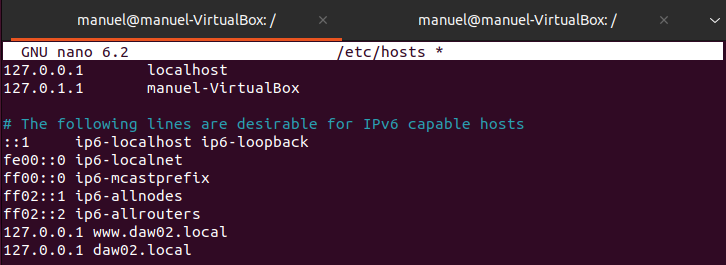 manuel@manuel-VirtualBox: / × manuel@manuel-VirtualBox: / ×
GNU nano 6.2 /etc/hosts *
127.0.0.1 localhost
127.0.1.1 manuel-VirtualBox
# The following lines are desirable for IPv6 capable hosts
::1 ip6-localhost ip6-loopback
fe00::0 ip6-localnet
ff00::0 ip6-mcastprefix
ff02::1 ip6-allnodes
ff02::2 ip6-allrouters
127.0.0.1 www.daw02.local
127.0.0.1 daw02.local